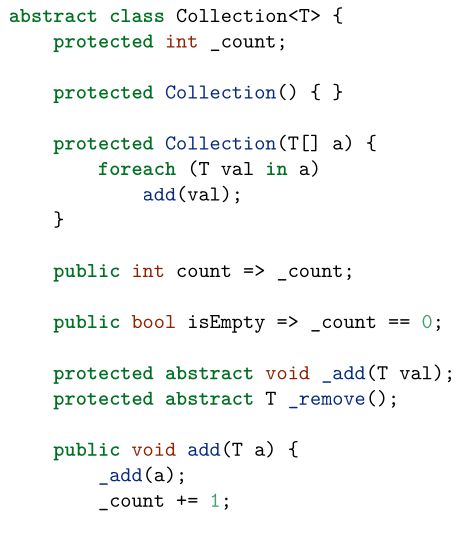 abstract class Collection<T> {
    protected int _count;

    protected Collection() { }

    protected Collection(T[] a) {
        foreach (T val in a)
            add(val);
    }

    public int count => _count;

    public bool isEmpty => _count == 0;

    protected abstract void _add(T val);
    protected abstract T _remove();

    public void add(T a) {
        _add(a);
        _count += 1;